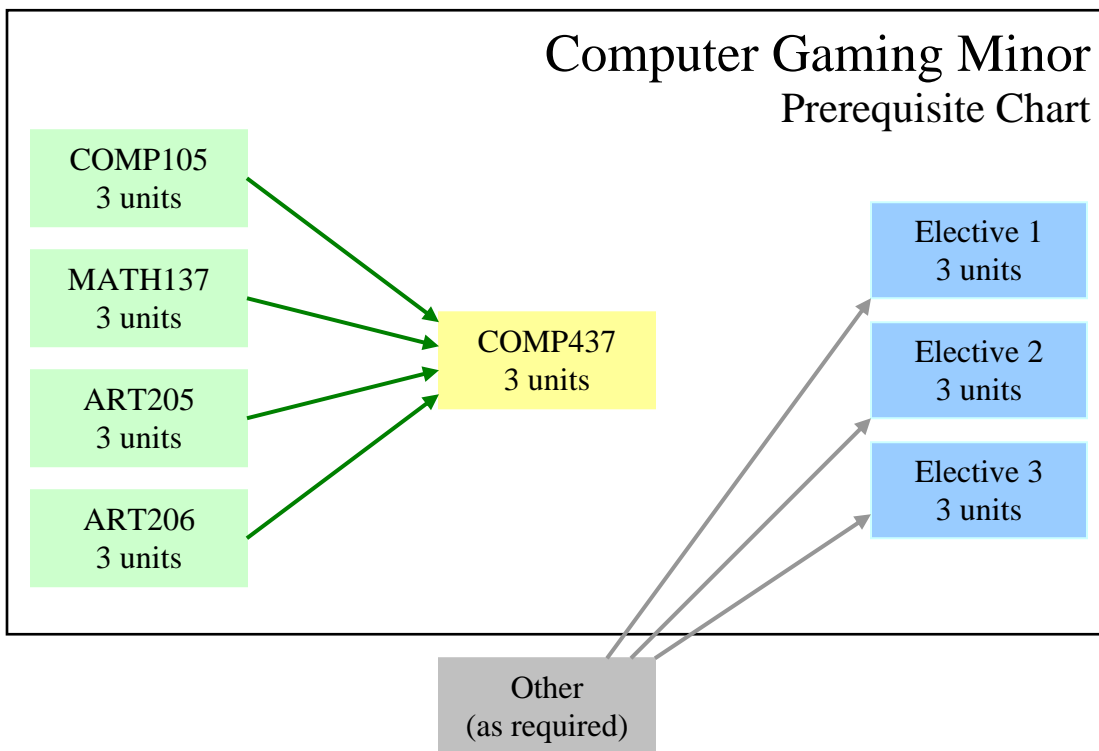 Computer Gaming Minor
Prerequisite Chart
COMP105
3 units
MATH137
3 units
ART205
3 units
ART206
3 units
COMP437
3 units
Elective 1
3 units
Elective 2
3 units
Elective 3
3 units
Other
(as required)